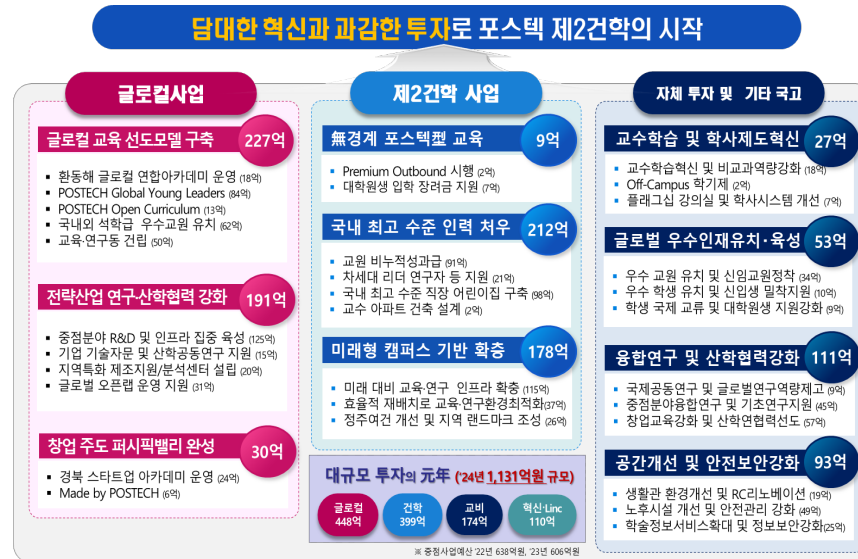 담대한 혁신과 과감한 투자로 포스텍 제2건학의 시작
글로컬사업
글로컬 교육 선도모델 구축 227억
▪ 환동해 글로컬 연합아카데미 운영 (18억)
▪ POSTECH Global Young Leaders (84억)
▪ POSTECH Open Curriculum (13억)
▪ 국내외 석학급 우수교원 유치 (62억)
▪ 교육·연구동 건립 (50억)
전략산업 연구·산학협력 강화 191억
▪ 중점분야 R&D 및 인프라 집중 육성 (125억)
▪ 기업 기술자문 및 산학공동연구 지원 (15억)
▪ 지역특화 제조지원/분석센터 설립 (20억)
▪ 글로벌 오픈랩 운영 지원 (31억)
창업 주도 퍼시픽밸리 완성 30억
▪ 경북 스타트업 아카데미 운영 (24억)
▪ Made by POSTECH (6억)
제2건학 사업
無경계 포스텍型 교육 9억
▪ Premium Outbound 시행 (2억)
▪ 대학원생 입학 장려금 지원 (7억)
국내 최고 수준 인력 처우 212억
▪ 교원 비누적성과급 (91억)
▪ 차세대 리더 연구자 등 지원 (21억)
▪ 국내 최고 수준 직장 어린이집 구축 (98억)
▪ 교수 아파트 건축 설계 (2억)
미래형 캠퍼스 기반 확충 178억
▪ 미래 대비 교육·연구 인프라 확충 (115억)
▪ 효율적 재배치로 교육·연구환경최적화(37억)
▪ 정주여건 개선 및 지역 랜드마크 조성 (26억)
대규모 투자의 元年 ('24년 1,131억원 규모)
글로컬 448억
건학 399억
교비 174억
혁신·Linc 110억
※ 중점사업예산 '22년 638억원, '23년 606억원
자체 투자 및 기타 국고
교수학습 및 학사제도혁신 27억
▪ 교수학습혁신 및 비교과역량강화 (18억)
▪ Off-Campus 학기제 (2억)
▪ 플래그십 강의실 및 학사시스템 개선 (7억)
글로벌 우수인재유치·육성 53억
▪ 우수 교원 유치 및 신임교원정착 (34억)
▪ 우수 학생 유치 및 신입생 밀착지원 (10억)
▪ 학생 국제 교류 및 대학원생 지원강화 (9억)
융합연구 및 산학협력강화 111억
▪ 국제공동연구 및 글로벌연구역량제고 (9억)
▪ 중점분야융합연구 및 기초연구지원 (45억)
▪ 창업교육강화 및 산학연협력선도 (57억)
공간개선 및 안전보안강화 93억
▪ 생활관 환경개선 및 RC리노베이션 (19억)
▪ 노후시설 개선 및 안전관리 강화 (49억)
▪ 학술정보서비스확대 및 정보보안강화(25억)